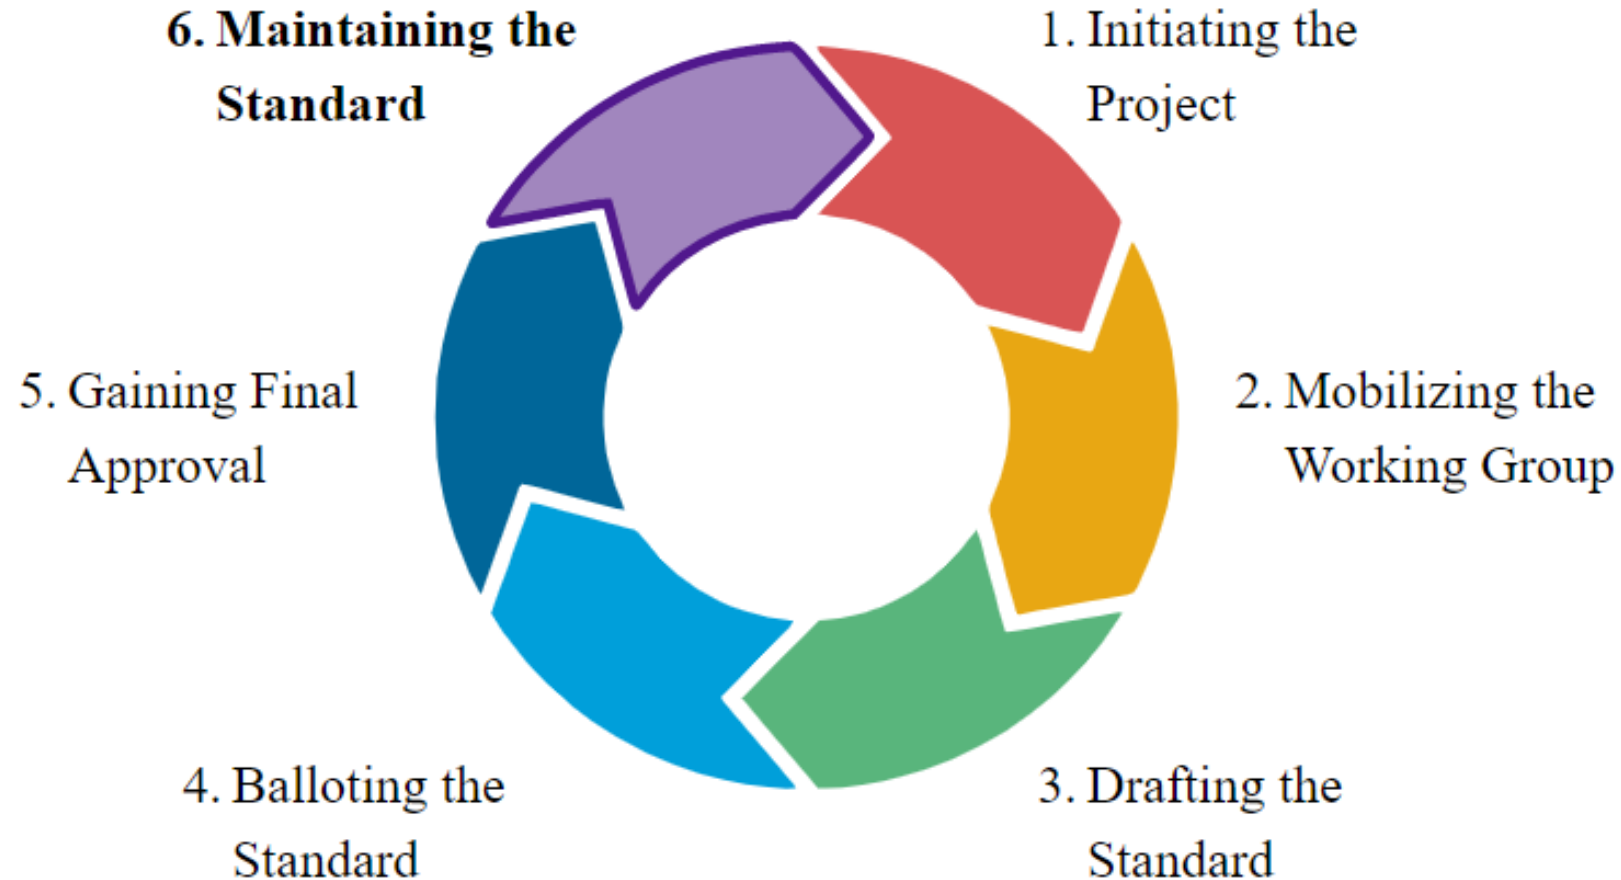 6. Maintaining the
Standard
1. Initiating the
Project
5. Gaining Final
Approval
2. Mobilizing the
Working Group
4. Balloting the
Standard
3. Drafting the
Standard